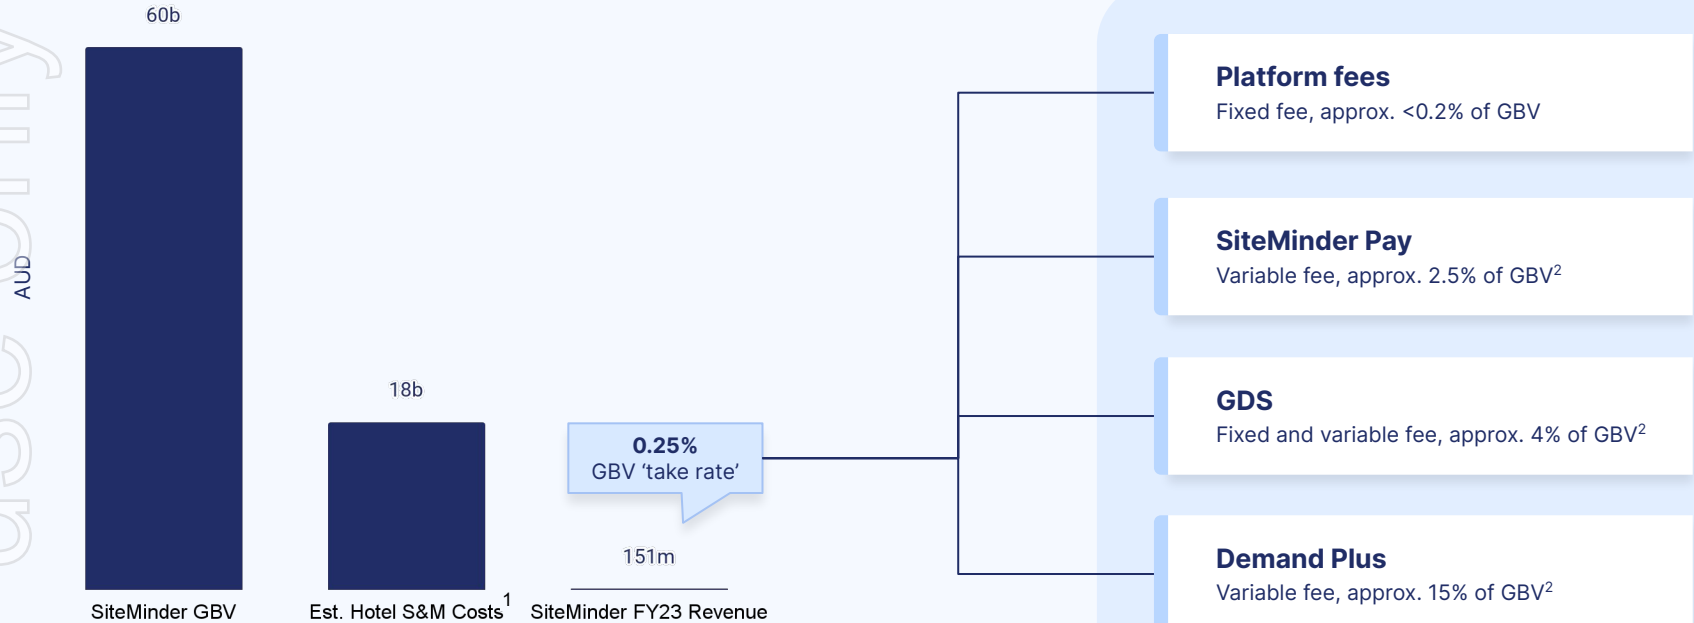 60b
AUD
18b
0.25%
GBV ‘take rate’
151m
SiteMinder GBV
Est. Hotel S&M Costs1
SiteMinder FY23 Revenue
Platform fees
Fixed fee, approx. <0.2% of GBV
SiteMinder Pay
Variable fee, approx. 2.5% of GBV2
GDS
Fixed and variable fee, approx. 4% of GBV2
Demand Plus
Variable fee, approx. 15% of GBV2